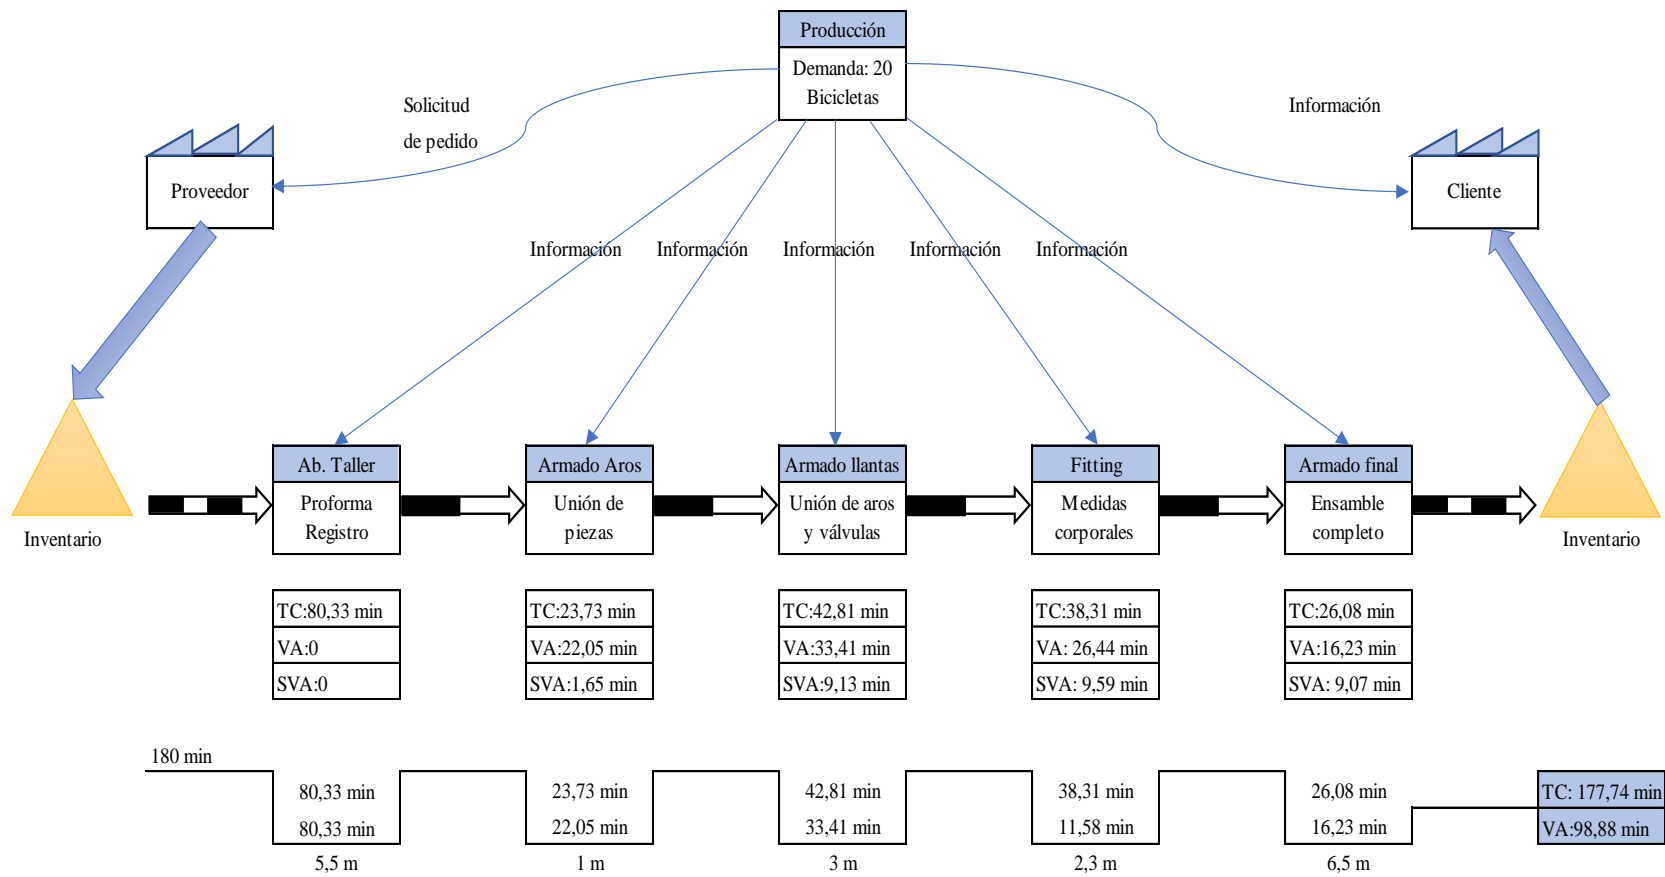 Producción
Demanda: 20
Bicicletas
Solicitud
de pedido
Información
Proveedor
Cliente
Información
Información
Información
Información
Información
Ab. Taller
Proforma
Registro
Armado Aros
Unión de
piezas
Armado llantas
Unión de aros
y válvulas
Fitting
Medidas
corporales
Armado final
Ensamble
completo
Inventario
Inventario
TC:80,33 min
VA:0
SVA:0
TC:23,73 min
VA:22,05 min
SVA:1,65 min
TC:42,81 min
VA:33,41 min
SVA:9,13 min
TC:38,31 min
VA: 26,44 min
SVA: 9,59 min
TC:26,08 min
VA:16,23 min
SVA: 9,07 min
180 min
80,33 min
80,33 min
5,5 m
23,73 min
22,05 min
1 m
42,81 min
33,41 min
3 m
38,31 min
11,58 min
2,3 m
26,08 min
16,23 min
6,5 m
TC: 177,74 min
VA:98,88 min